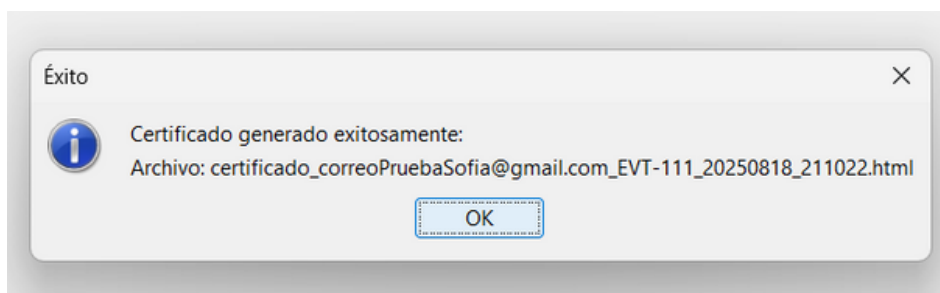 Éxito
Certificado generado exitosamente:
Archivo: certificado_correoPruebaSofia@gmail.com_EVT-111_20250818_211022.html
OK